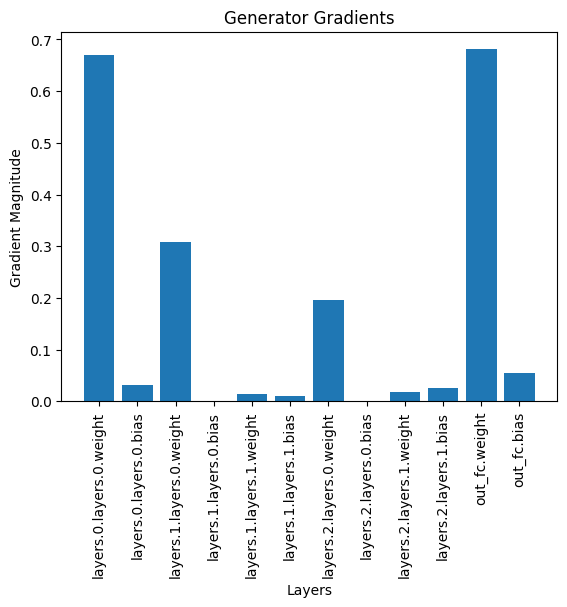 Generator Gradients
Gradient Magnitude
0.7
0.6
0.5
0.4
0.3
0.2
0.1
0.0
layers.0.layers.0.weight
layers.0.layers.0.bias
layers.1.layers.0.weight
layers.1.layers.0.bias
layers.1.layers.1.weight
layers.1.layers.1.bias
layers.2.layers.0.weight
layers.2.layers.0.bias
layers.2.layers.1.weight
layers.2.layers.1.bias
out_fc.weight
out_fc.bias
Layers